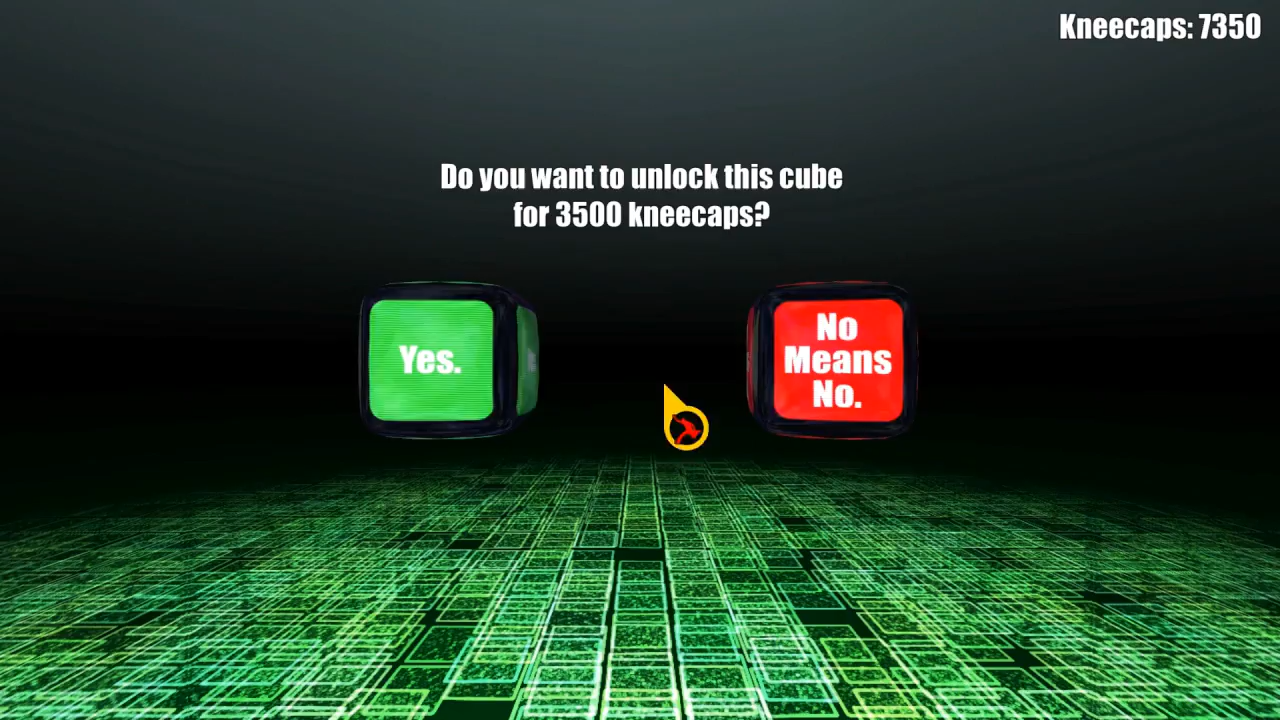 Kneecaps: 7350
Do you want to unlock this cube
for 3500 kneecaps?
Yes.
No
Means
No.